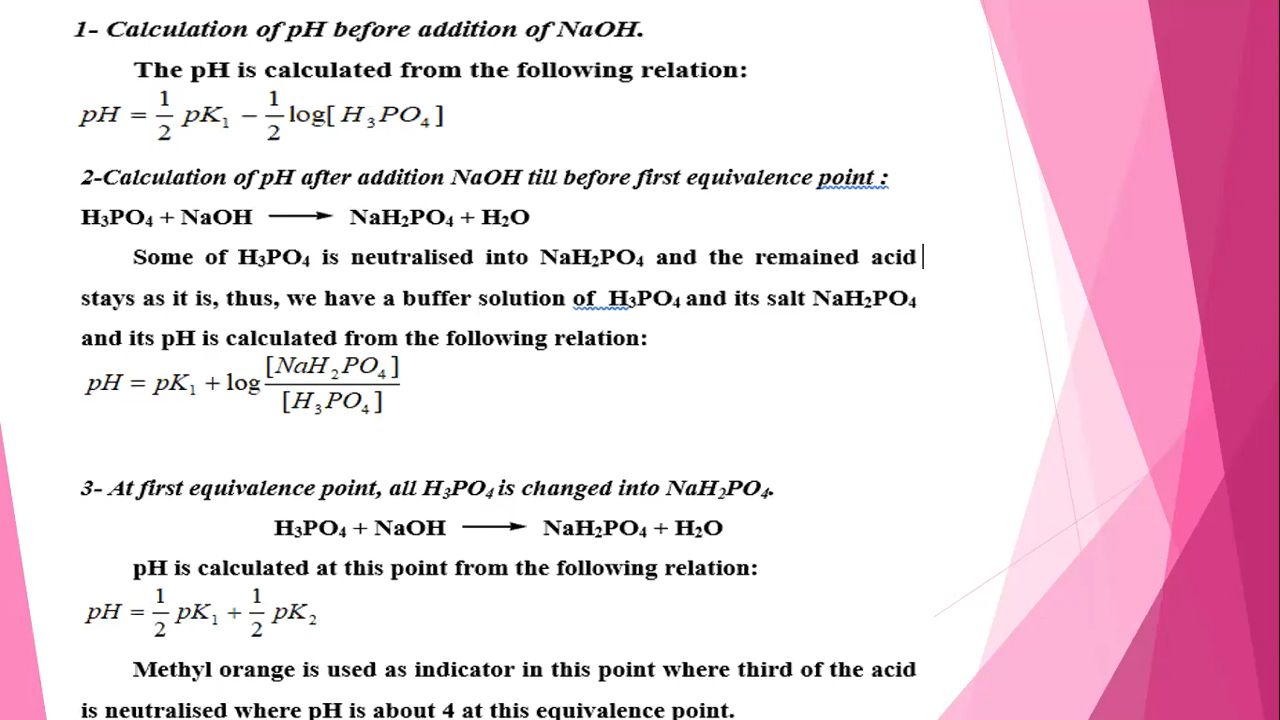 1- Calculation of pH before addition of NaOH.
The pH is calculated from the following relation:
pH = 1/2 pK₁ − 1/2 log[ H₃PO₄ ]
2-Calculation of pH after addition NaOH till before first equivalence point :
H₃PO₄ + NaOH ⟶ NaH₂PO₄ + H₂O
Some of H₃PO₄ is neutralised into NaH₂PO₄ and the remained acid
stays as it is, thus, we have a buffer solution of H₃PO₄ and its salt NaH₂PO₄
and its pH is calculated from the following relation:
pH = pK₁ + log [NaH₂PO₄] / [H₃PO₄]
3- At first equivalence point, all H₃PO₄ is changed into NaH₂PO₄.
H₃PO₄ + NaOH ⟶ NaH₂PO₄ + H₂O
pH is calculated at this point from the following relation:
pH = 1/2 pK₁ + 1/2 pK₂
Methyl orange is used as indicator in this point where third of the acid
is neutralised where pH is about 4 at this equivalence point.